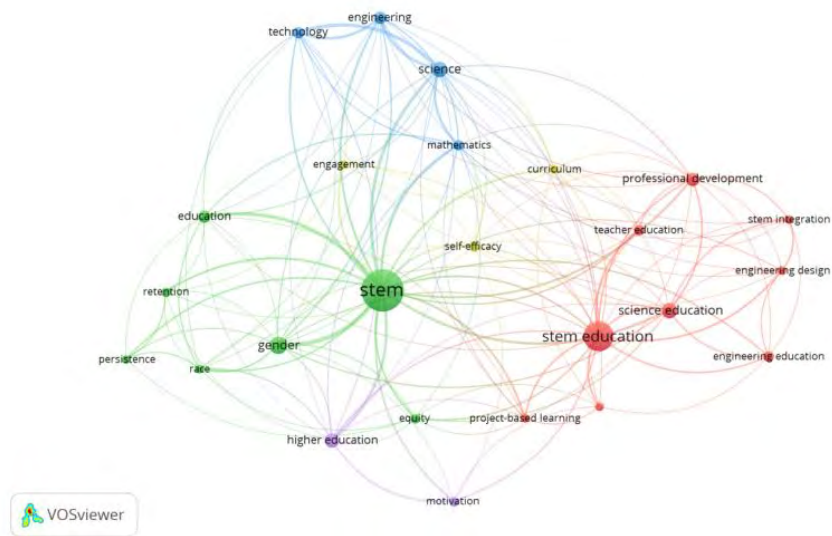 engineering
technology
science
mathematics
engagement
curriculum
professional development
education
stem integration
teacher education
self-efficacy
engineering design
stem
retention
science education
stem education
gender
engineering education
persistence
race
equity
project-based learning
higher education
motivation
VOSviewer